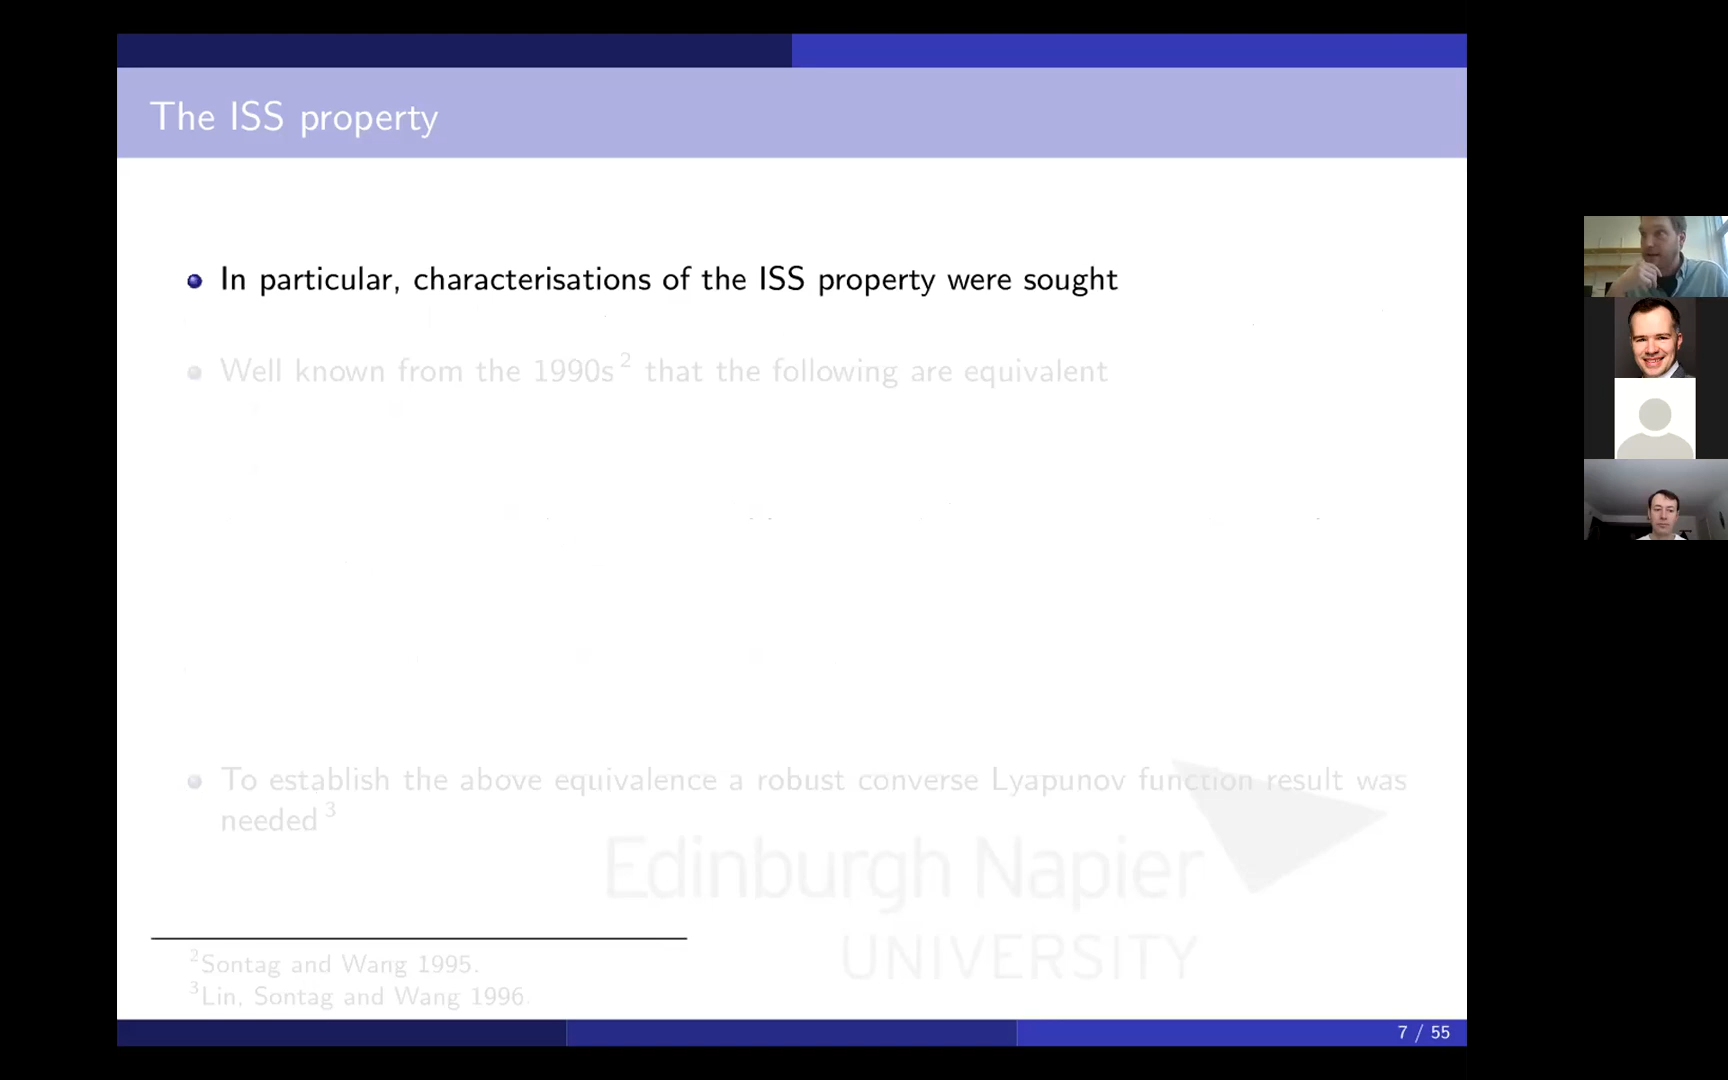 The ISS property
In particular, characterisations of the ISS property were sought
Well known from the 1990s 2 that the following are equivalent
To establish the above equivalence a robust converse Lyapunov function result was
needed 3
Edinburgh Napier
UNIVERSITY
2Sontag and Wang 1995.
3Lin, Sontag and Wang 1996.
7 / 55